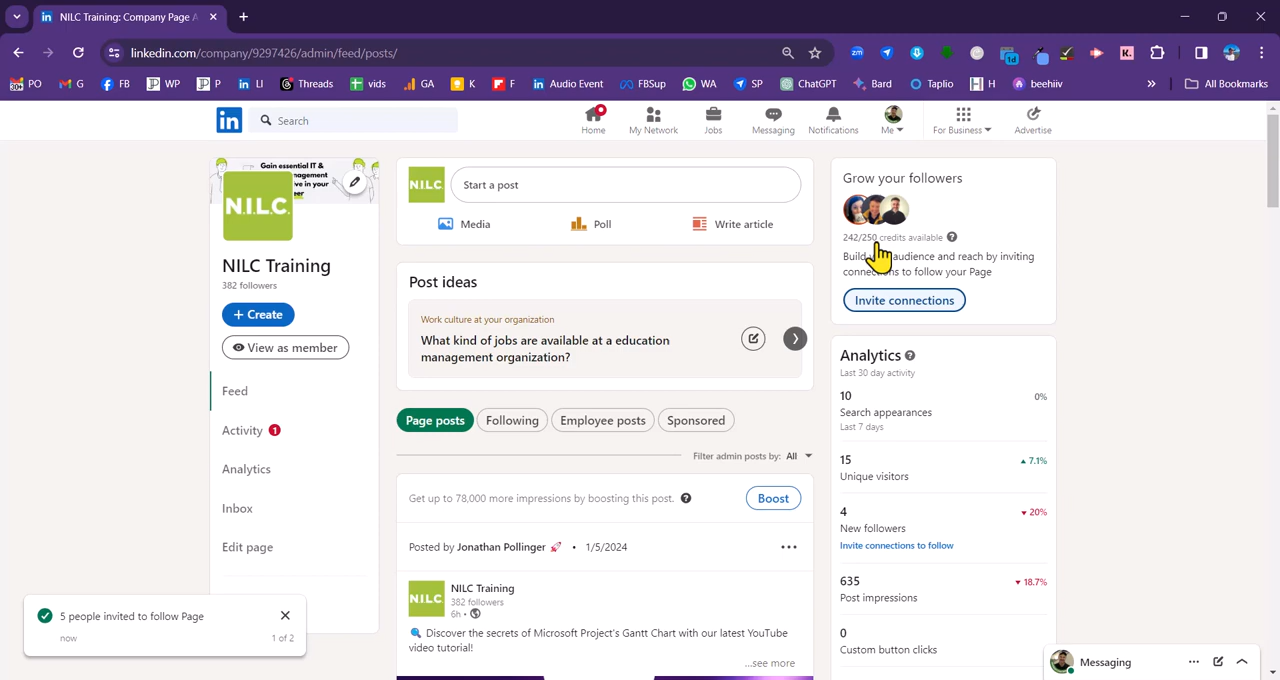 NILC Training: Company Page A
linkedin.com/company/9297426/admin/feed/posts/
30+ PO
G
FB
WP
P
LI
Threads
vids
GA
K
F
Audio Event
FBSup
WA
SP
ChatGPT
Bard
Taplio
H
beehiiv
All Bookmarks
zm
1d
K.
in
Search
Home
My Network
Jobs
Messaging
Notifications
Me
For Business
Advertise
Gain essential IT &
N.I.L.C.
NILC Training
382 followers
+ Create
View as member
Feed
Activity 1
Analytics
Inbox
Edit page
N.I.L.C.
Start a post
Media
Poll
Write article
Post ideas
Work culture at your organization
What kind of jobs are available at a education
management organization?
Page posts
Following
Employee posts
Sponsored
Filter admin posts by: All
Get up to 78,000 more impressions by boosting this post.
Boost
Posted by Jonathan Pollinger 🚀 • 1/5/2024
N.I.L.C.
NILC Training
382 followers
6h •
🔍 Discover the secrets of Microsoft Project's Gantt Chart with our latest YouTube
video tutorial!
...see more
Grow your followers
242/250 credits available
audience and reach by inviting
to follow your Page
Invite connections
Analytics
Last 30 day activity
10 0%
Search appearances
Last 7 days
15 ▲ 7.1%
Unique visitors
4 ▼ 20%
New followers
Invite connections to follow
635 ▼ 18.7%
Post impressions
0
Custom button clicks
5 people invited to follow Page
now
1 of 2
Messaging